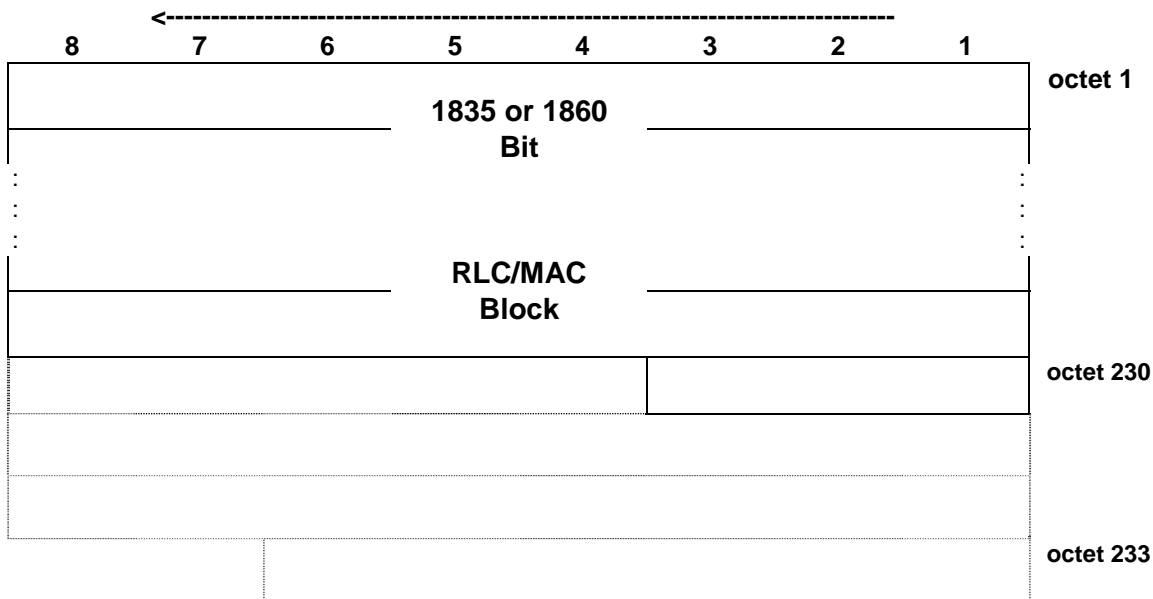 <---------------------------------------------------------------------------------
8 7 6 5 4 3 2 1
octet 1
1835 or 1860
Bit
: :
: :
: :
RLC/MAC
Block
octet 230
octet 233